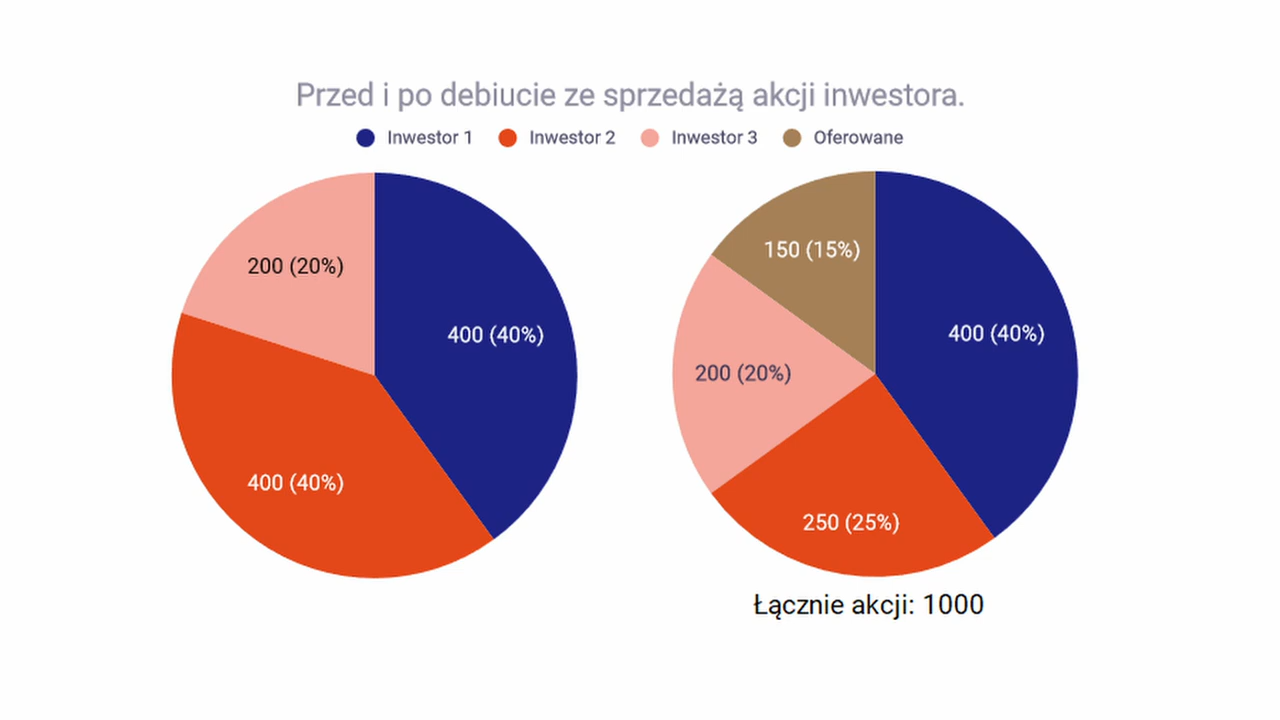 Przed i po debiucie ze sprzedażą akcji inwestora.
Inwestor 1 Inwestor 2 Inwestor 3 Oferowane
200 (20%)
400 (40%)
400 (40%)
150 (15%)
400 (40%)
200 (20%)
250 (25%)
Łącznie akcji: 1000